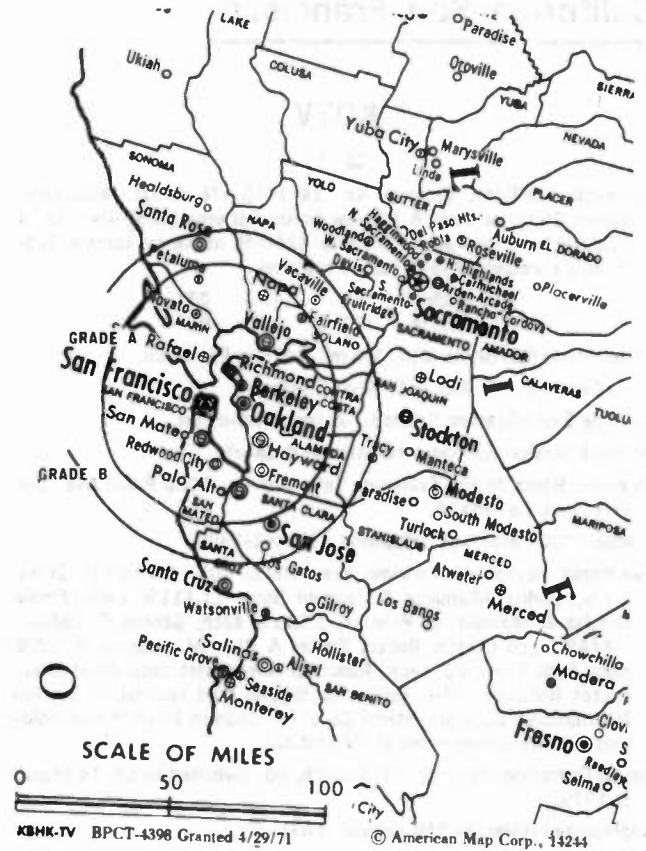 LAKE
Paradise
Ukiah
COLUSA
Oroville
SIERRA
YUBA
Yuba City
Marysville
NEVADA
Linda
SONOMA
YOLO
SUTTER
PLACER
Healdsburg
NAPA
Santa Rosa
Del Paso Hts.
Auburn
EL DORADO
Woodland
Roseville
W. Sacramento
Petaluma
Davis
N. Highlands
Carmichael
Placerville
Vacaville
Napa
S. Sacramento-Fruitridge
Arden-Arcade
Rancho-Cordova
Novato
Fairfield
Sacramento
MARIN
Vallejo
SOLANO
SACRAMENTO
AMADOR
GRADE A
Rafael
Richmond
CONTRA COSTA
Lodi
San Francisco
SAN FRANCISCO
Berkeley
SAN JOAQUIN
CALAVERAS
Oakland
Stockton
TUOLU
San Mateo
ALAMEDA
Hayward
Tracy
Manteca
Redwood City
Fremont
GRADE B
Palo Alto
Paradise
Modesto
SAN MATEO
SANTA CLARA
South Modesto
MARIPOSA
San Jose
STANISLAUS
Turlock
SANTA CRUZ
Los Gatos
MERCED
Atwater
Santa Cruz
Merced
Watsonville
Gilroy
Los Banos
Hollister
Chowchilla
Salinas
Alisal
Pacific Grove
Madera
Seaside
SAN BENITO
Monterey
Clovi
Fresno
SCALE OF MILES
Reedley
Selma
0 50 100
City
KBHK-TV BPCT-4398 Granted 4/29/71 © American Map Corp., 14244